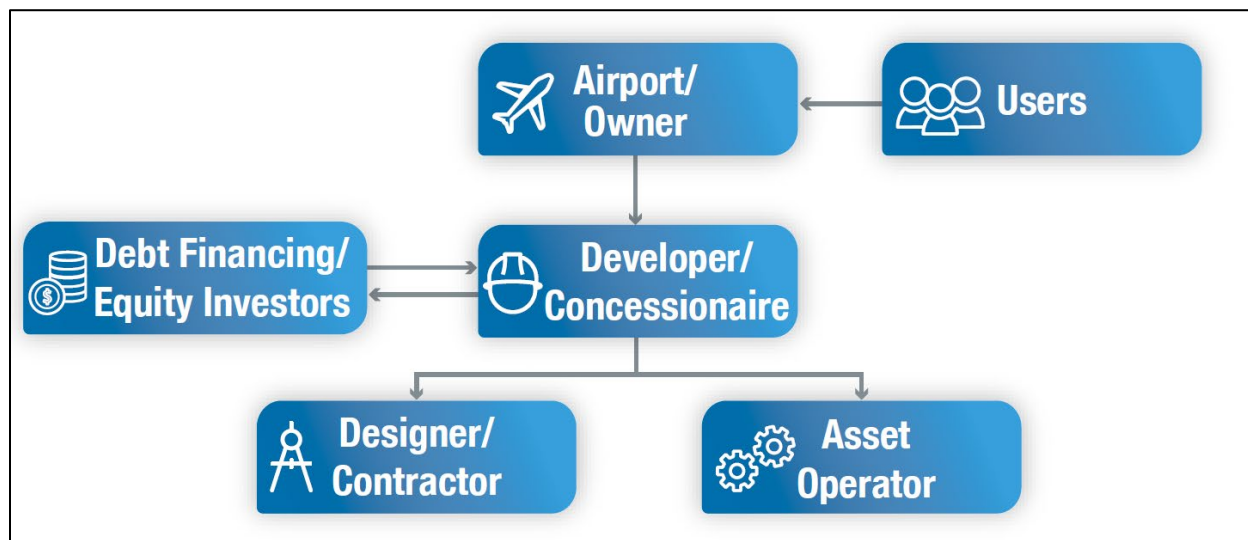 Airport/
Owner
Users
Debt Financing/
Equity Investors
$
Developer/
Concessionaire
Designer/
Contractor
Asset
Operator